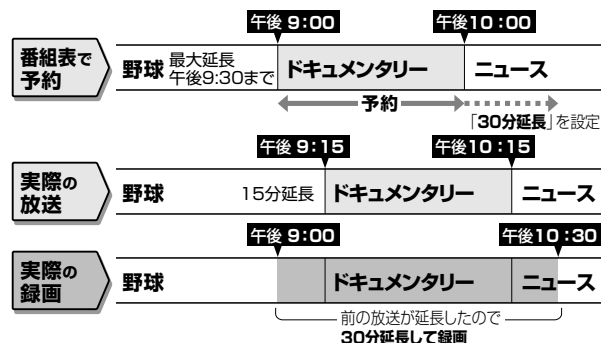 午後 9:00 午後10:00
番組表で
予約
野球 最大延長
午後9:30まで
ドキュメンタリー ニュース
予約
「30分延長」を設定
午後 9:15 午後10:15
実際の
放送
野球 15分延長 ドキュメンタリー ニュース
午後 9:00 午後10:30
実際の
録画
野球 ドキュメンタリー ニュース
前の放送が延長したので
30分延長して録画